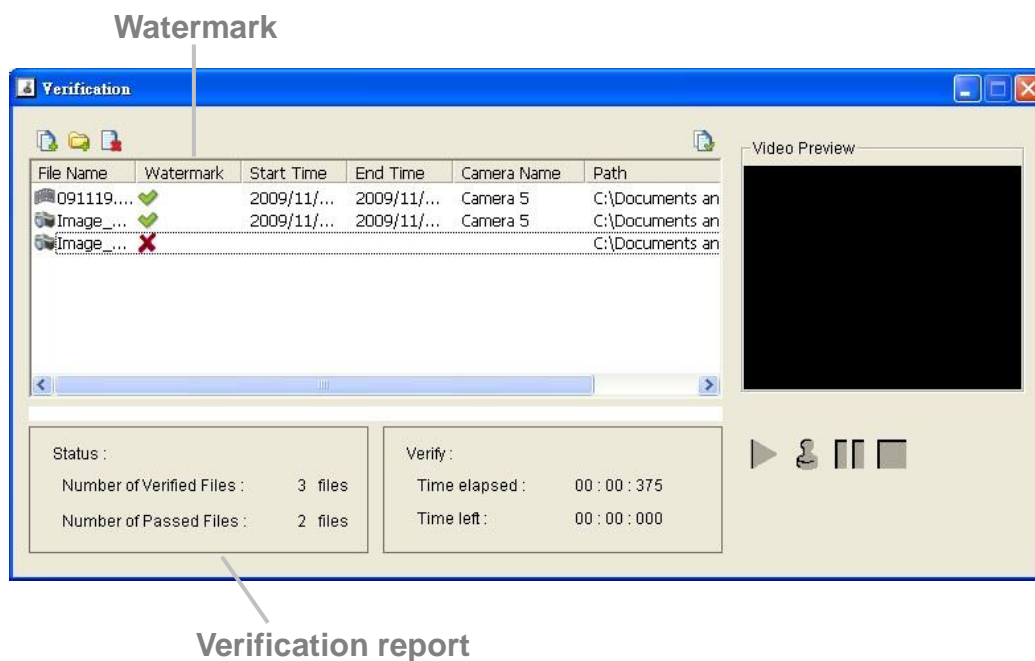 Watermark
Verification
Video Preview
File Name Watermark Start Time End Time Camera Name Path
091119.... 2009/11/... 2009/11/... Camera 5 C:\Documents an
Image_... 2009/11/... 2009/11/... Camera 5 C:\Documents an
Image_... C:\Documents an
Status :
Number of Verified Files : 3 files
Number of Passed Files : 2 files
Verify :
Time elapsed : 00 : 00 : 375
Time left : 00 : 00 : 000
Verification report